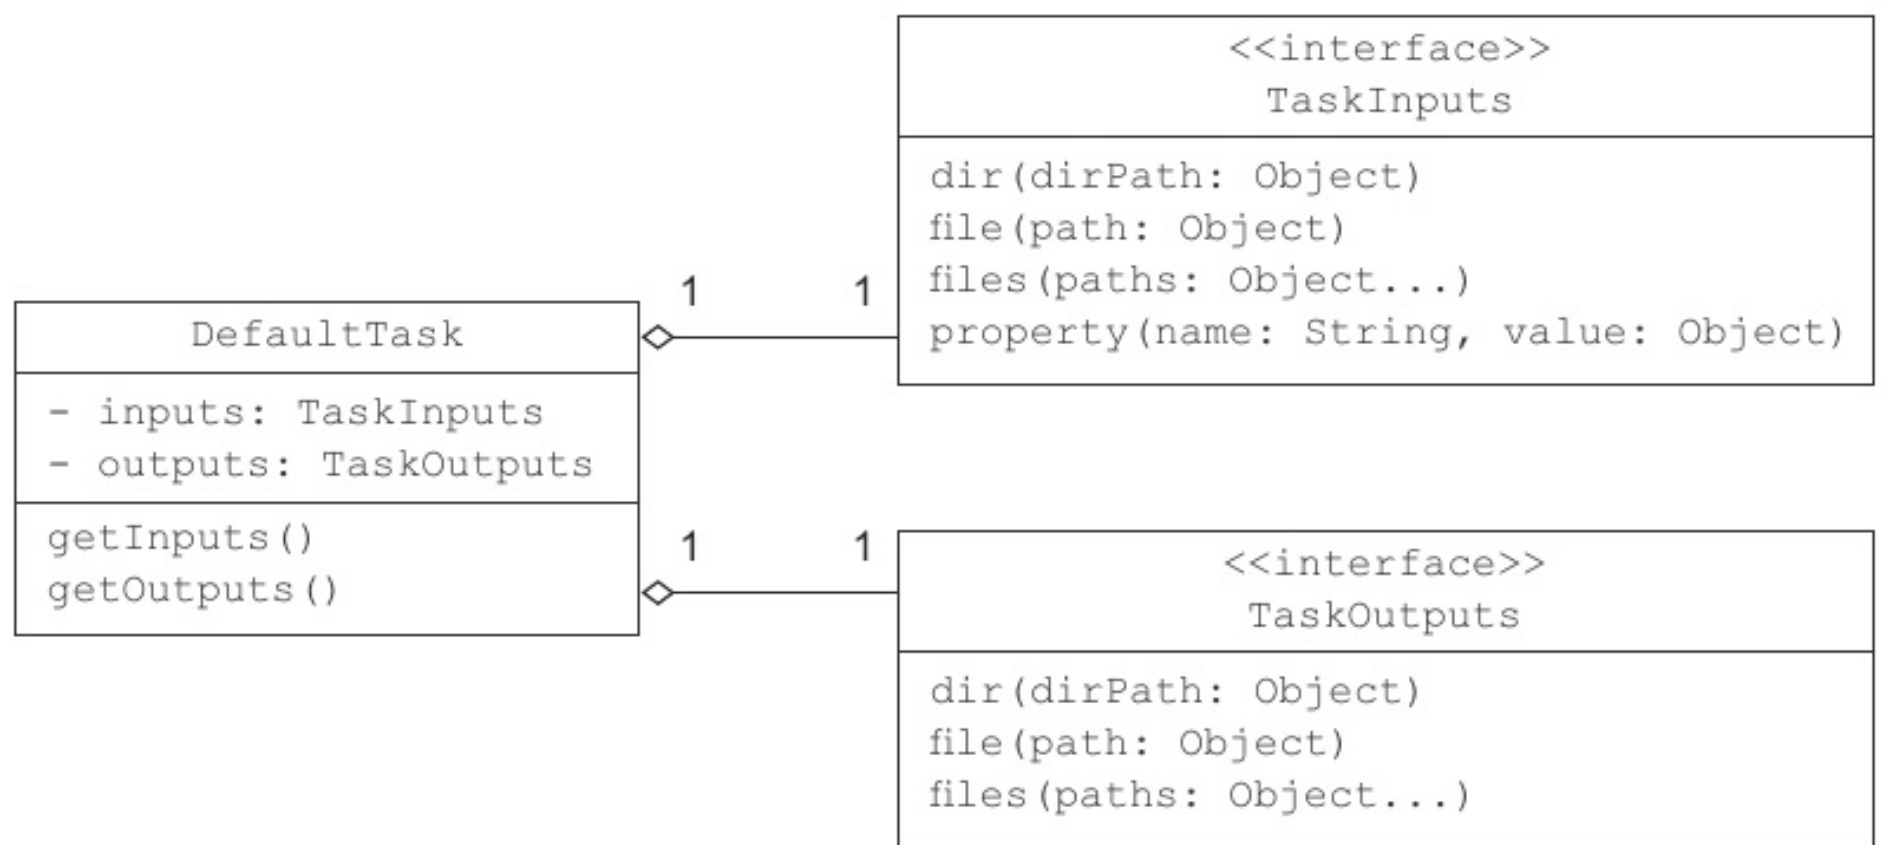 <<interface>>
TaskInputs
dir(dirPath: Object)
file(path: Object)
files(paths: Object...)
property(name: String, value: Object)
1 1
DefaultTask
- inputs: TaskInputs
- outputs: TaskOutputs
getInputs()
getOutputs()
1 1
<<interface>>
TaskOutputs
dir(dirPath: Object)
file(path: Object)
files(paths: Object...)